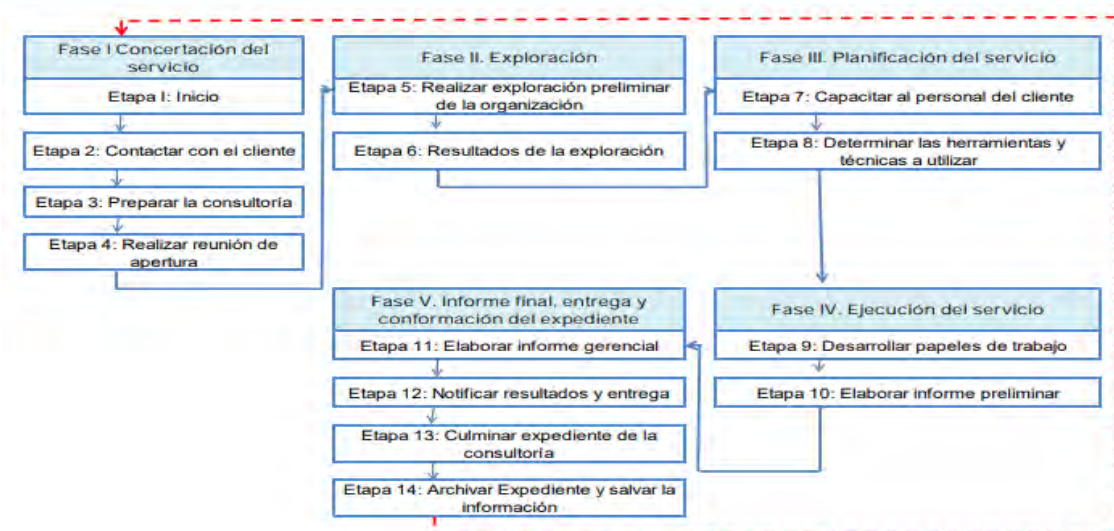 Fase I Concertación del
servicio
Etapa I: Inicio
Etapa 2: Contactar con el cliente
Etapa 3: Preparar la consultoría
Etapa 4: Realizar reunión de
apertura
Fase II. Exploración
Etapa 5: Realizar exploración preliminar
de la organización
Etapa 6: Resultados de la exploración
Fase III. Planificación del servicio
Etapa 7: Capacitar al personal del cliente
Etapa 8: Determinar las herramientas y
técnicas a utilizar
Fase IV. Ejecución del servicio
Etapa 9: Desarrollar papeles de trabajo
Etapa 10: Elaborar informe preliminar
Fase V. Informe final, entrega y
conformación del expediente
Etapa 11: Elaborar informe gerencial
Etapa 12: Notificar resultados y entrega
Etapa 13: Culminar expediente de la
consultoría
Etapa 14: Archivar Expediente y salvar la
información